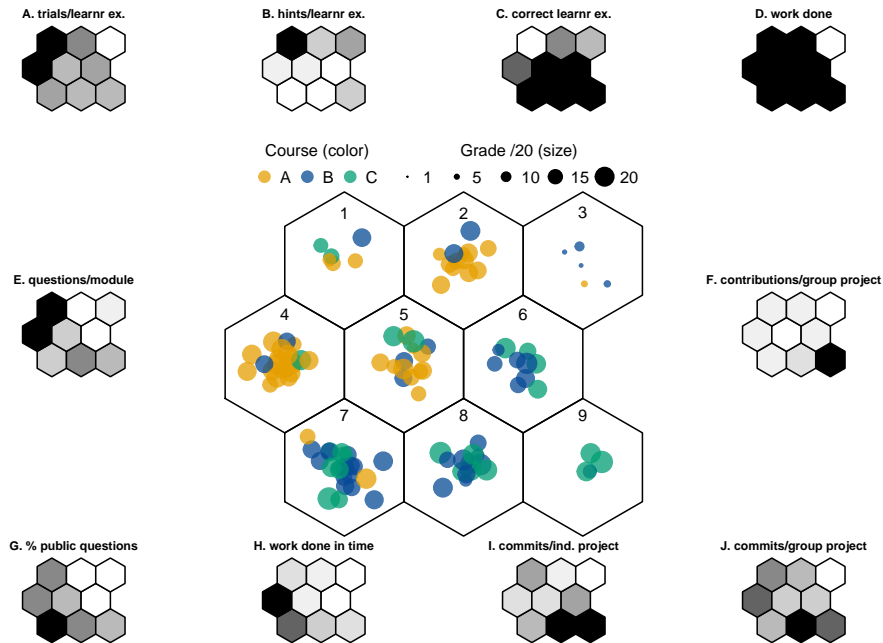 A. trials/learnr ex.
B. hints/learnr ex.
C. correct learnr ex.
D. work done
Course (color)
Grade /20 (size)
A B C
1 5 10 15 20
1 2 3
E. questions/module
F. contributions/group project
4 5 6
7 8 9
G. % public questions
H. work done in time
I. commits/ind. project
J. commits/group project